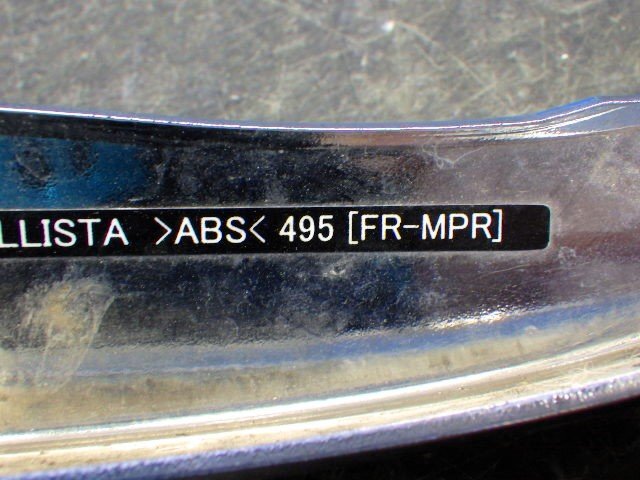 LLISTA >ABS< 495 [FR-MPR]